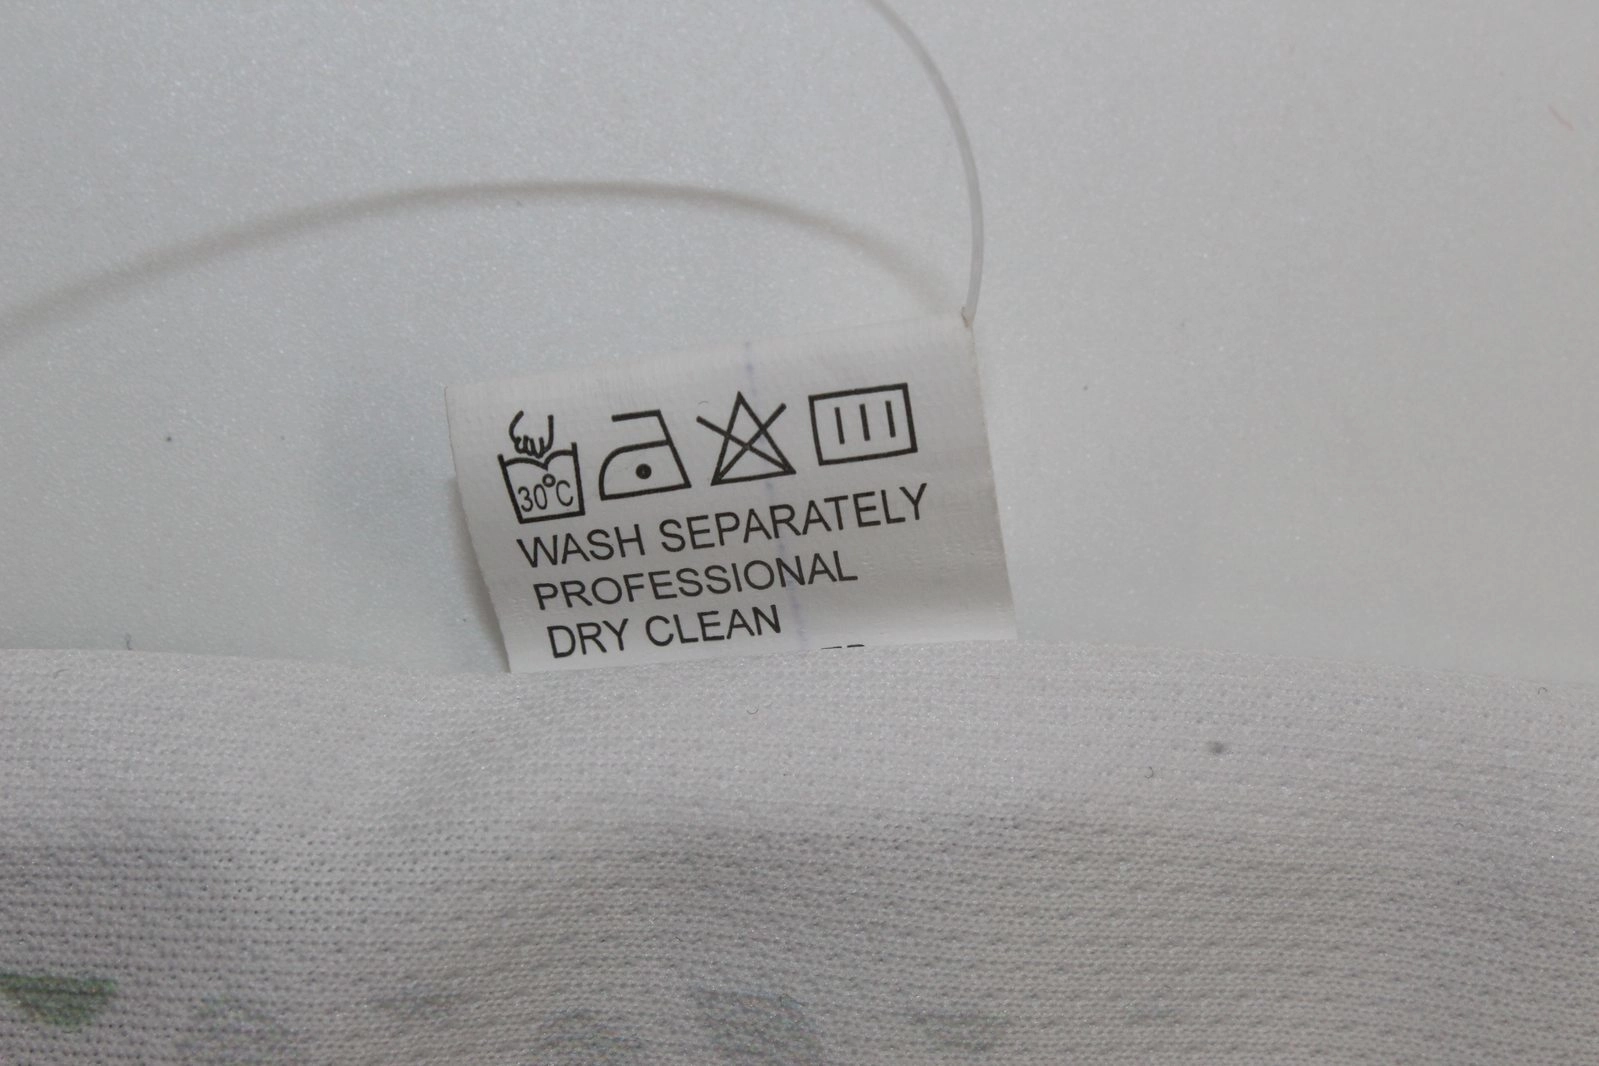 30°C
WASH SEPARATELY
PROFESSIONAL
DRY CLEAN